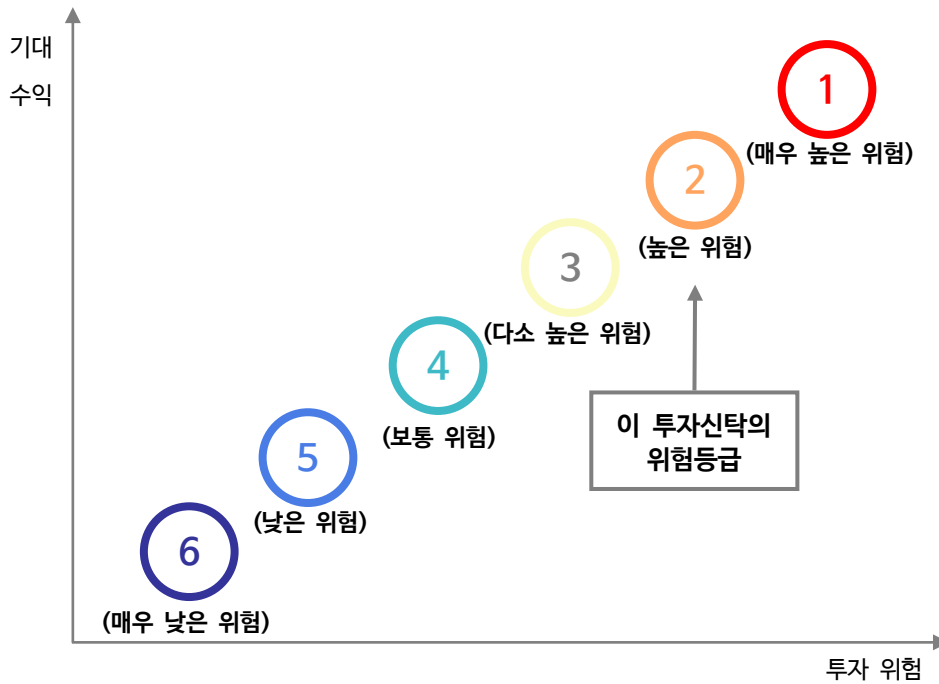 기대
수익
1
(매우 높은 위험)
2
(높은 위험)
3
(다소 높은 위험)
4
(보통 위험)
이 투자신탁의
위험등급
5
(낮은 위험)
6
(매우 낮은 위험)
투자 위험